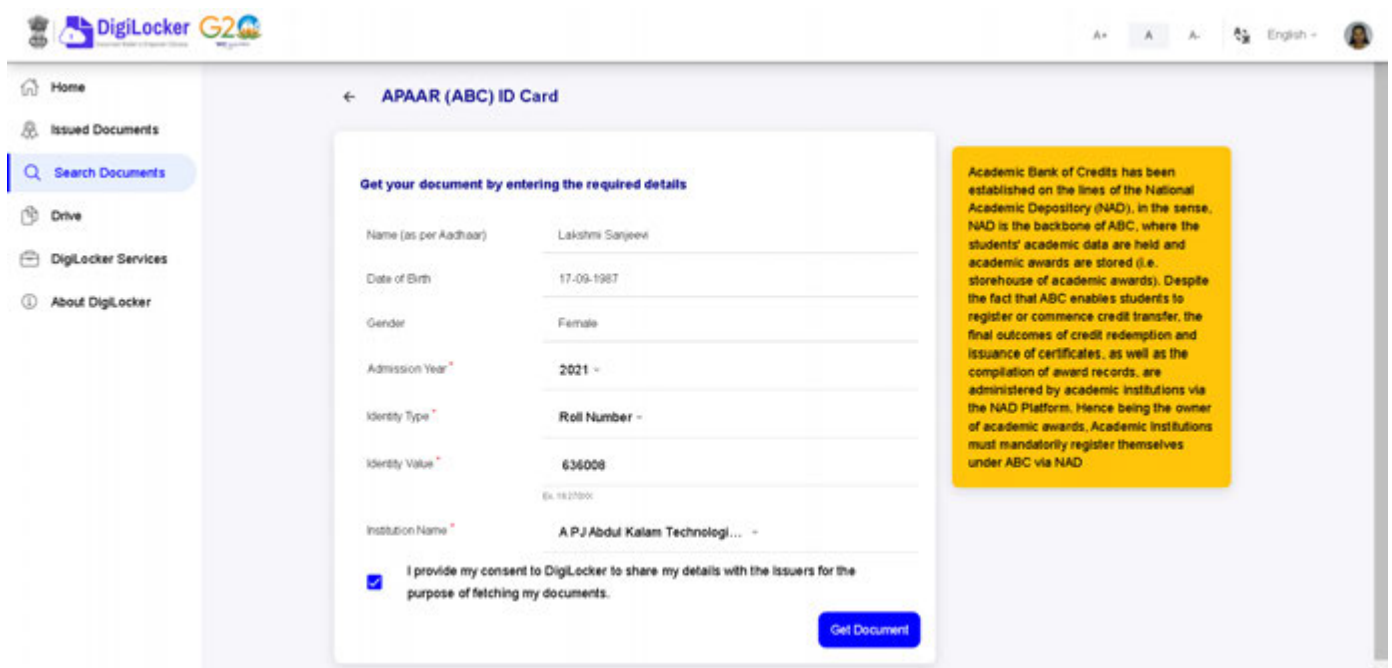 DigiLocker G20
A+ A A- English
Home
Issued Documents
Search Documents
Drive
DigiLocker Services
About DigiLocker
← APAAR (ABC) ID Card
Get your document by entering the required details
Name (as per Aadhaar) Lakshmi Sanjeevi
Date of Birth 17-09-1987
Gender Female
Admission Year * 2021
Identity Type * Roll Number
Identity Value * 636008
Institution Name * A P J Abdul Kalam Technologi...
I provide my consent to DigiLocker to share my details with the Issuers for the
purpose of fetching my documents.
Get Document
Academic Bank of Credits has been
established on the lines of the National
Academic Depository (NAD), in the sense,
NAD is the backbone of ABC, where the
students' academic data are held and
academic awards are stored (i.e.
storehouse of academic awards). Despite
the fact that ABC enables students to
register or commence credit transfer, the
final outcomes of credit redemption and
issuance of certificates, as well as the
compilation of award records, are
administered by academic institutions via
the NAD Platform. Hence being the owner
of academic awards, Academic Institutions
must mandatorily register themselves
under ABC via NAD